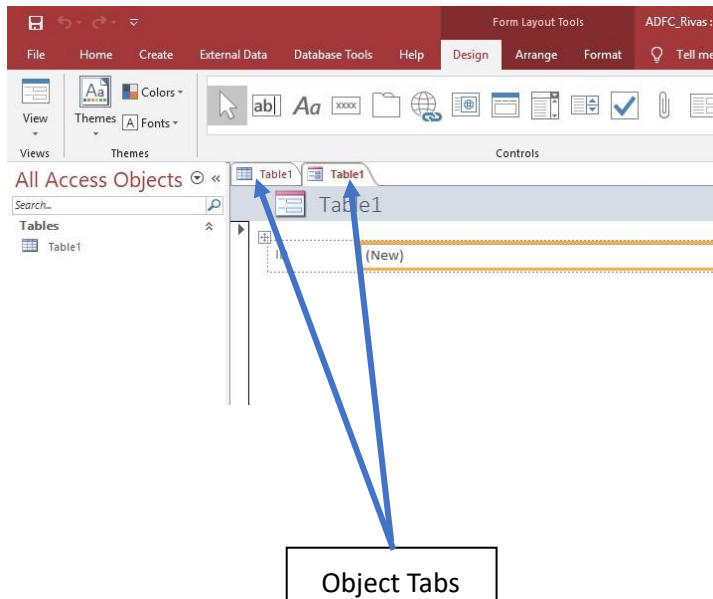 Form Layout Tools ADFC_Rivas :
File Home Create External Data Database Tools Help Design Arrange Format Tell me
View
Themes
Aa
Colors
A Fonts
ab Aa xxxx
Views Themes Controls
All Access Objects «
Search...
Tables
Table1
Table1 Table1
Table1
(New)
Object Tabs